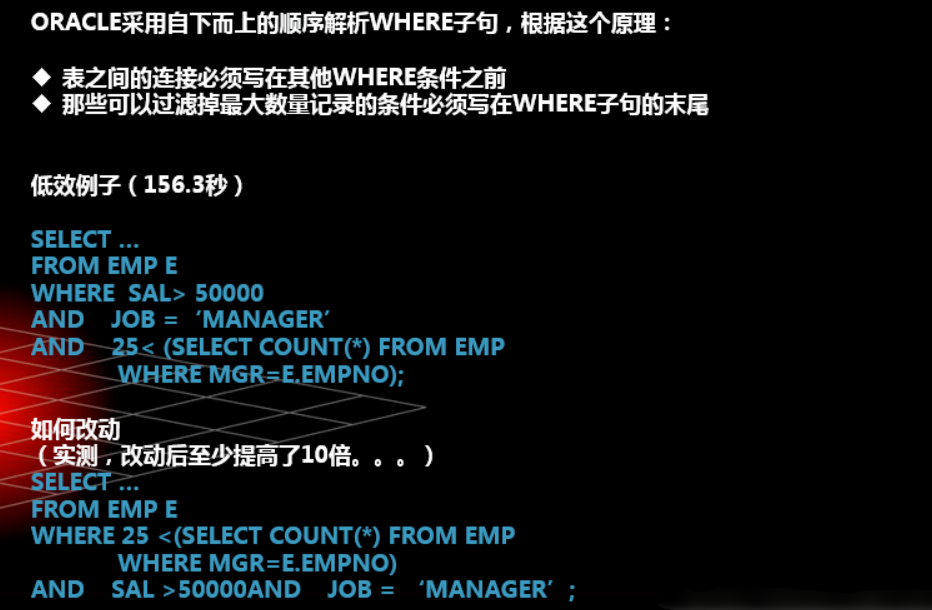 ORACLE采用自下而上的顺序解析WHERE子句，根据这个原理：
◆ 表之间的连接必须写在其他WHERE条件之前
◆ 那些可以过滤掉最大数量记录的条件必须写在WHERE子句的末尾
低效例子（156.3秒）
SELECT …
FROM EMP E
WHERE  SAL> 50000
AND    JOB =  ‘MANAGER’
AND    25< (SELECT COUNT(*) FROM EMP
WHERE MGR=E.EMPNO);
如何改动
（实测，改动后至少提高了10倍。。。）
SELECT …
FROM EMP E
WHERE 25 <(SELECT COUNT(*) FROM EMP
WHERE MGR=E.EMPNO)
AND    SAL >50000AND    JOB =  ‘MANAGER’ ;